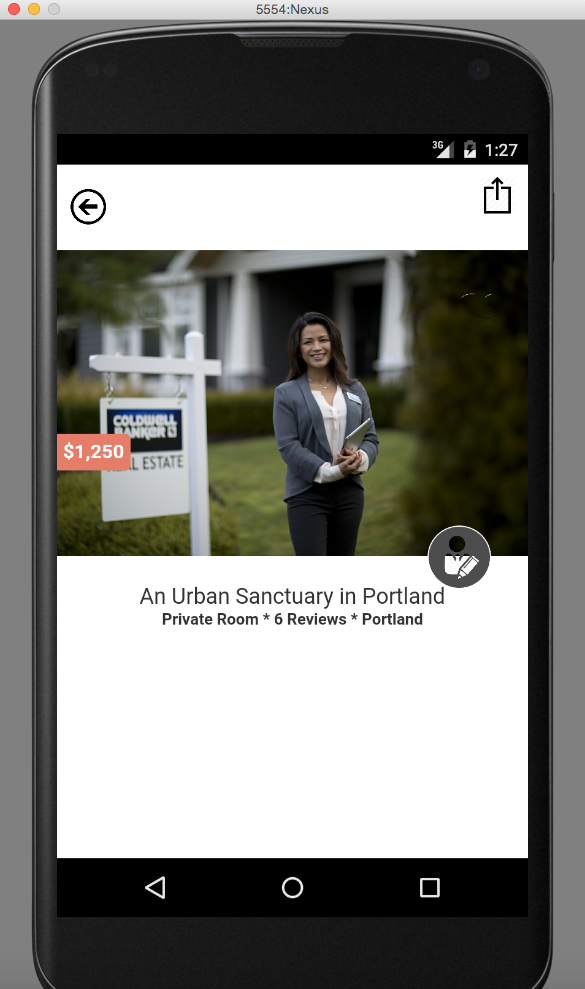 5554:Nexus
3G 1:27
COLDWELL
BANKER
$1,250
REAL ESTATE
An Urban Sanctuary in Portland
Private Room * 6 Reviews * Portland